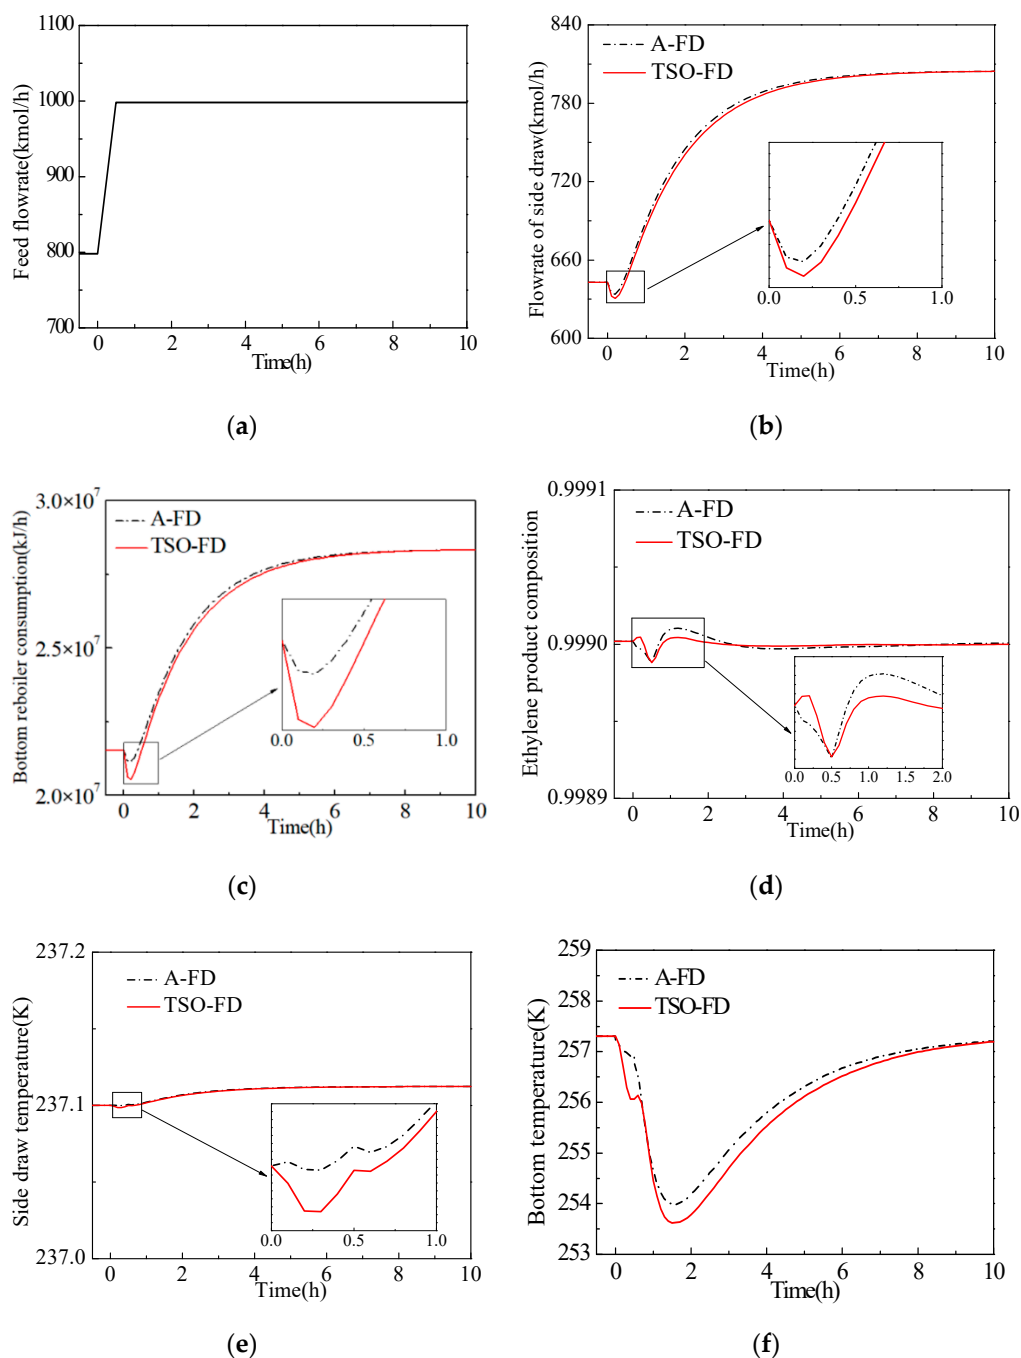 1100
1000
900
800
700
Feed flowrate(kmol/h)
0 2 4 6 8 10
Time(h)
(a)
840
780
720
660
600
Flowrate of side draw(kmol/h)
A-FD
TSO-FD
0.0 0.5 1.0
0 2 4 6 8 10
Time(h)
(b)
3.0×10⁷
2.5×10⁷
2.0×10⁷
Bottom reboiler consumption(kJ/h)
A-FD
TSO-FD
0.0 0.5 1.0
0 2 4 6 8 10
Time(h)
(c)
0.9991
0.9990
0.9989
Ethylene product composition
A-FD
TSO-FD
0.0 0.5 1.0 1.5 2.0
0 2 4 6 8 10
Time(h)
(d)
237.2
237.1
237.0
Side draw temperature(K)
A-FD
TSO-FD
0.0 0.5 1.0
0 2 4 6 8 10
Time(h)
(e)
259
258
257
256
255
254
253
Bottom temperature(K)
A-FD
TSO-FD
0 2 4 6 8 10
Time(h)
(f)